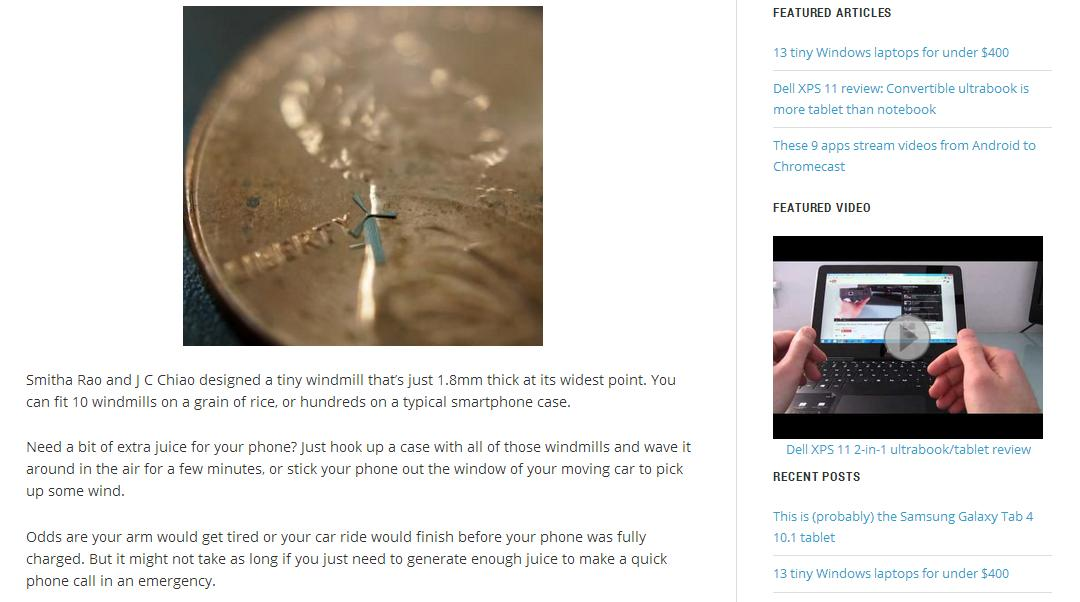 LIBERTY
Smitha Rao and J C Chiao designed a tiny windmill that's just 1.8mm thick at its widest point. You
can fit 10 windmills on a grain of rice, or hundreds on a typical smartphone case.
Need a bit of extra juice for your phone? Just hook up a case with all of those windmills and wave it
around in the air for a few minutes, or stick your phone out the window of your moving car to pick
up some wind.
Odds are your arm would get tired or your car ride would finish before your phone was fully
charged. But it might not take as long if you just need to generate enough juice to make a quick
phone call in an emergency.
FEATURED ARTICLES
13 tiny Windows laptops for under $400
Dell XPS 11 review: Convertible ultrabook is
more tablet than notebook
These 9 apps stream videos from Android to
Chromecast
FEATURED VIDEO
Dell XPS 11 2-in-1 ultrabook/tablet review
RECENT POSTS
This is (probably) the Samsung Galaxy Tab 4
10.1 tablet
13 tiny Windows laptops for under $400